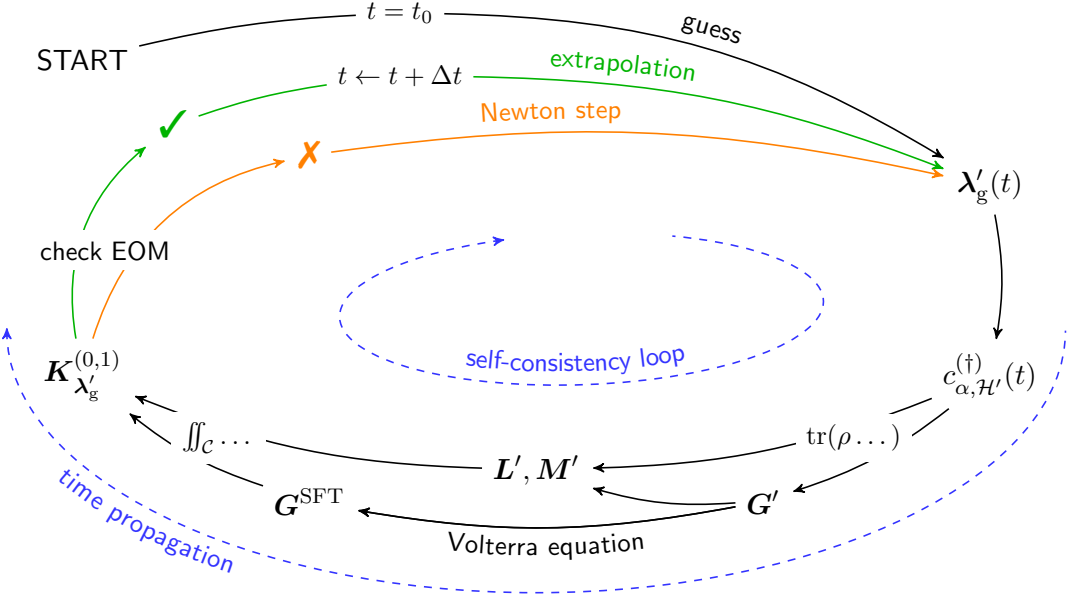 t = t₀
guess
START
extrapolation
t ← t + Δt
Newton step
✓
✗
λ′_g(t)
check EOM
self-consistency loop
K^{(0,1)}_{λ′_g}
c^{(†)}_{α,ℋ′}(t)
∬_𝒞 …
tr(ρ …)
L′, M′
G^{SFT}
G′
time propagation
Volterra equation